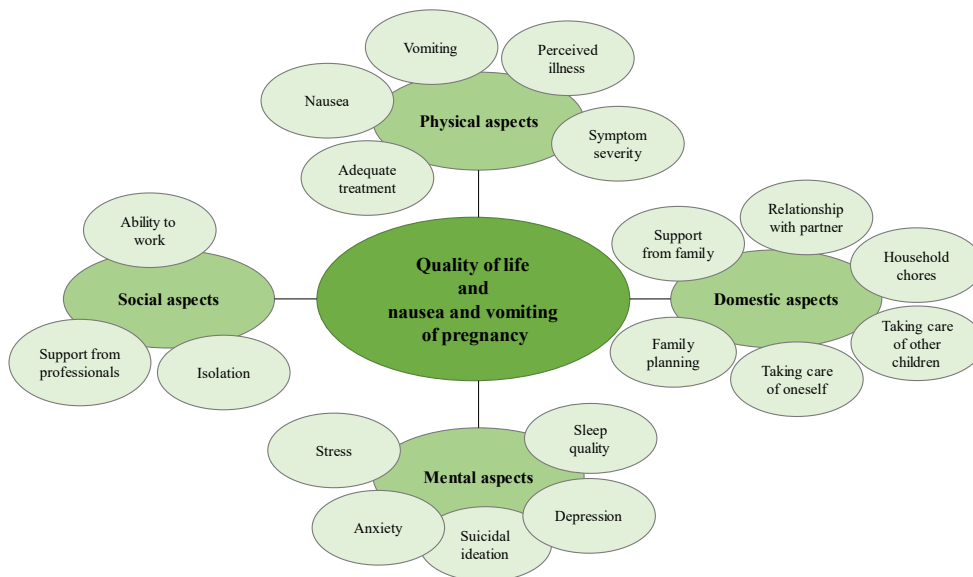 Vomiting
Perceived
illness
Nausea
Physical aspects
Symptom
severity
Adequate
treatment
Ability to
work
Social aspects
Support from
professionals
Isolation
Quality of life
and
nausea and vomiting
of pregnancy
Relationship
with partner
Support
from family
Household
chores
Domestic aspects
Family
planning
Taking care
of other
children
Taking care
of oneself
Sleep
quality
Stress
Mental aspects
Anxiety
Suicidal
ideation
Depression